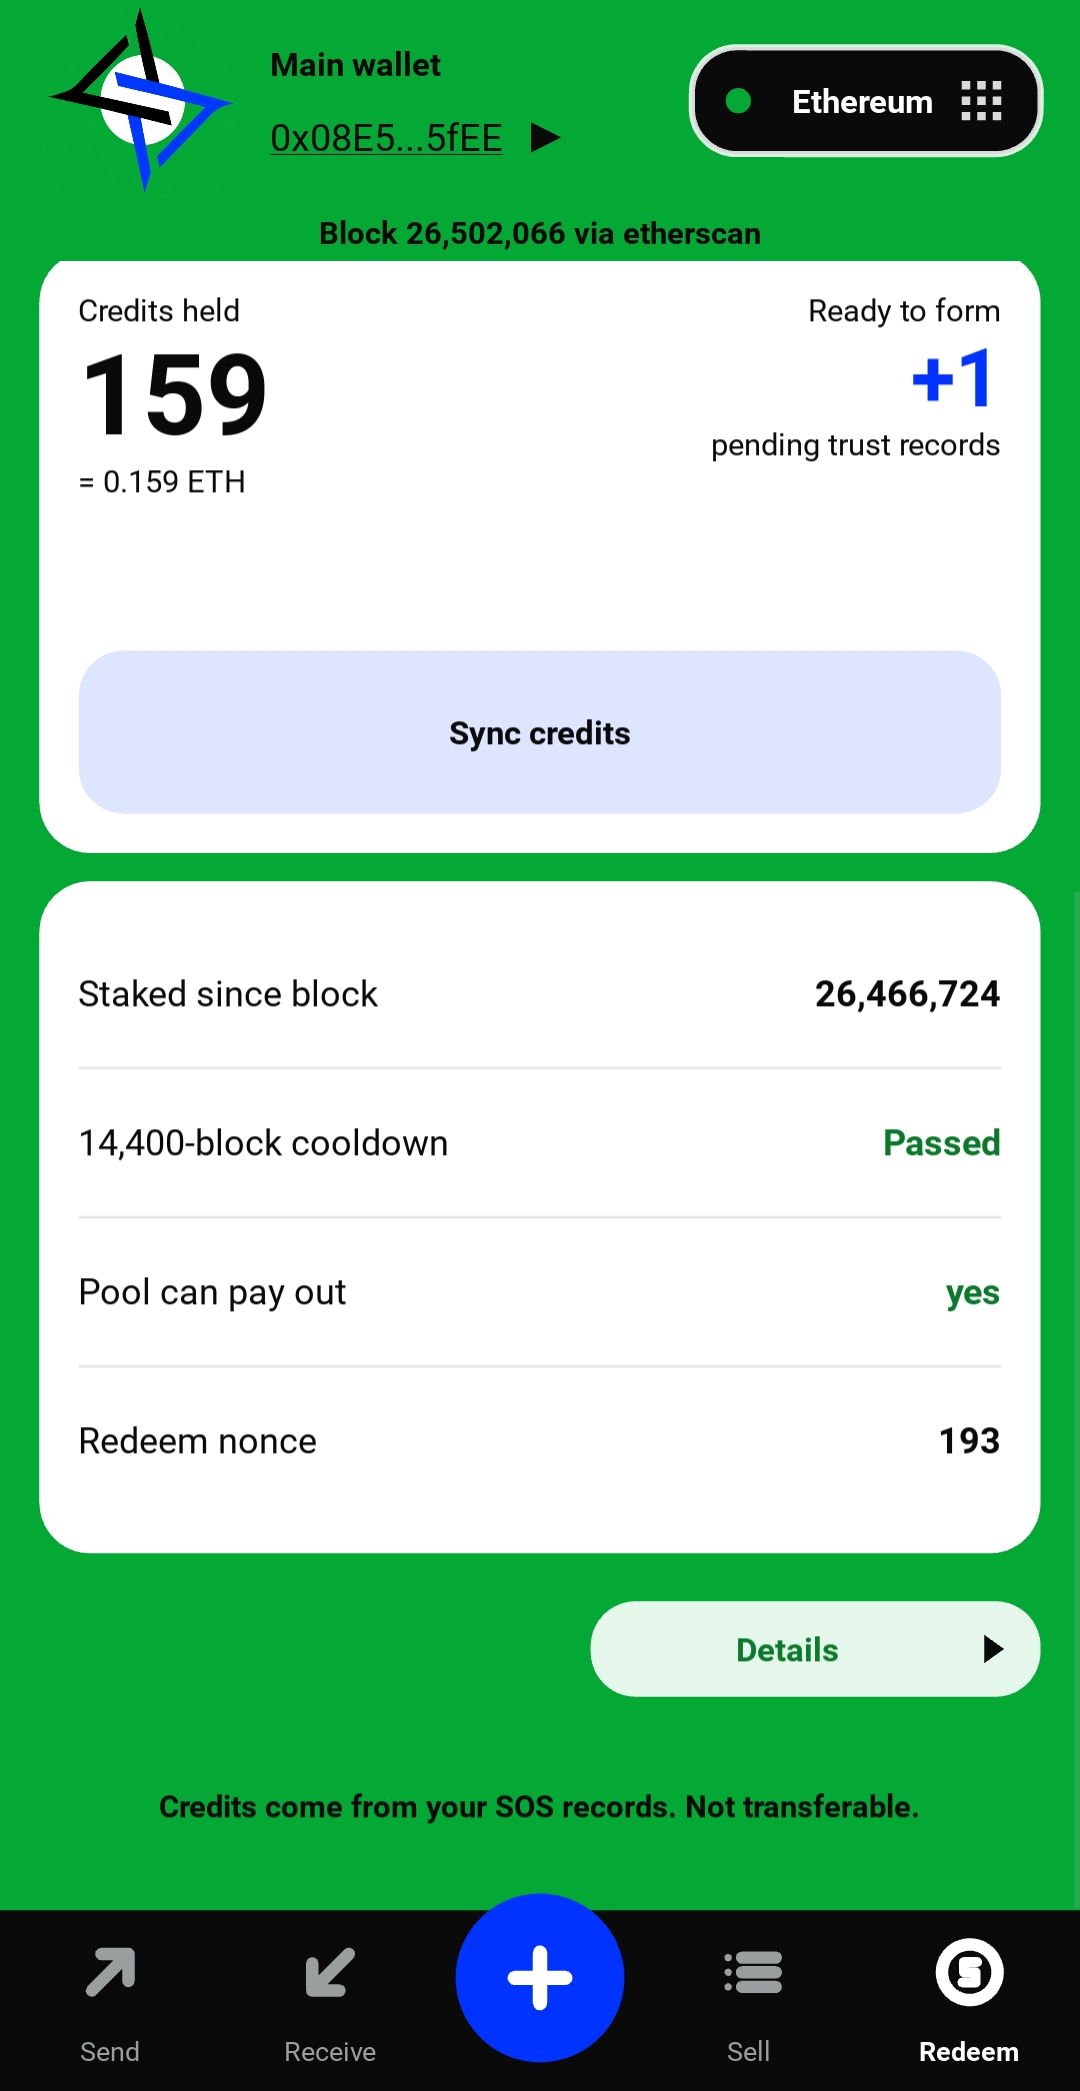 Main wallet
0x08E5...5fEE
Ethereum
Block 26,502,066 via etherscan
Credits held
159
= 0.159 ETH
Ready to form
+1
pending trust records
Sync credits
Staked since block 26,466,724
14,400-block cooldown Passed
Pool can pay out yes
Redeem nonce 193
Details
Credits come from your SOS records. Not transferable.
Send
Receive
Sell
Redeem